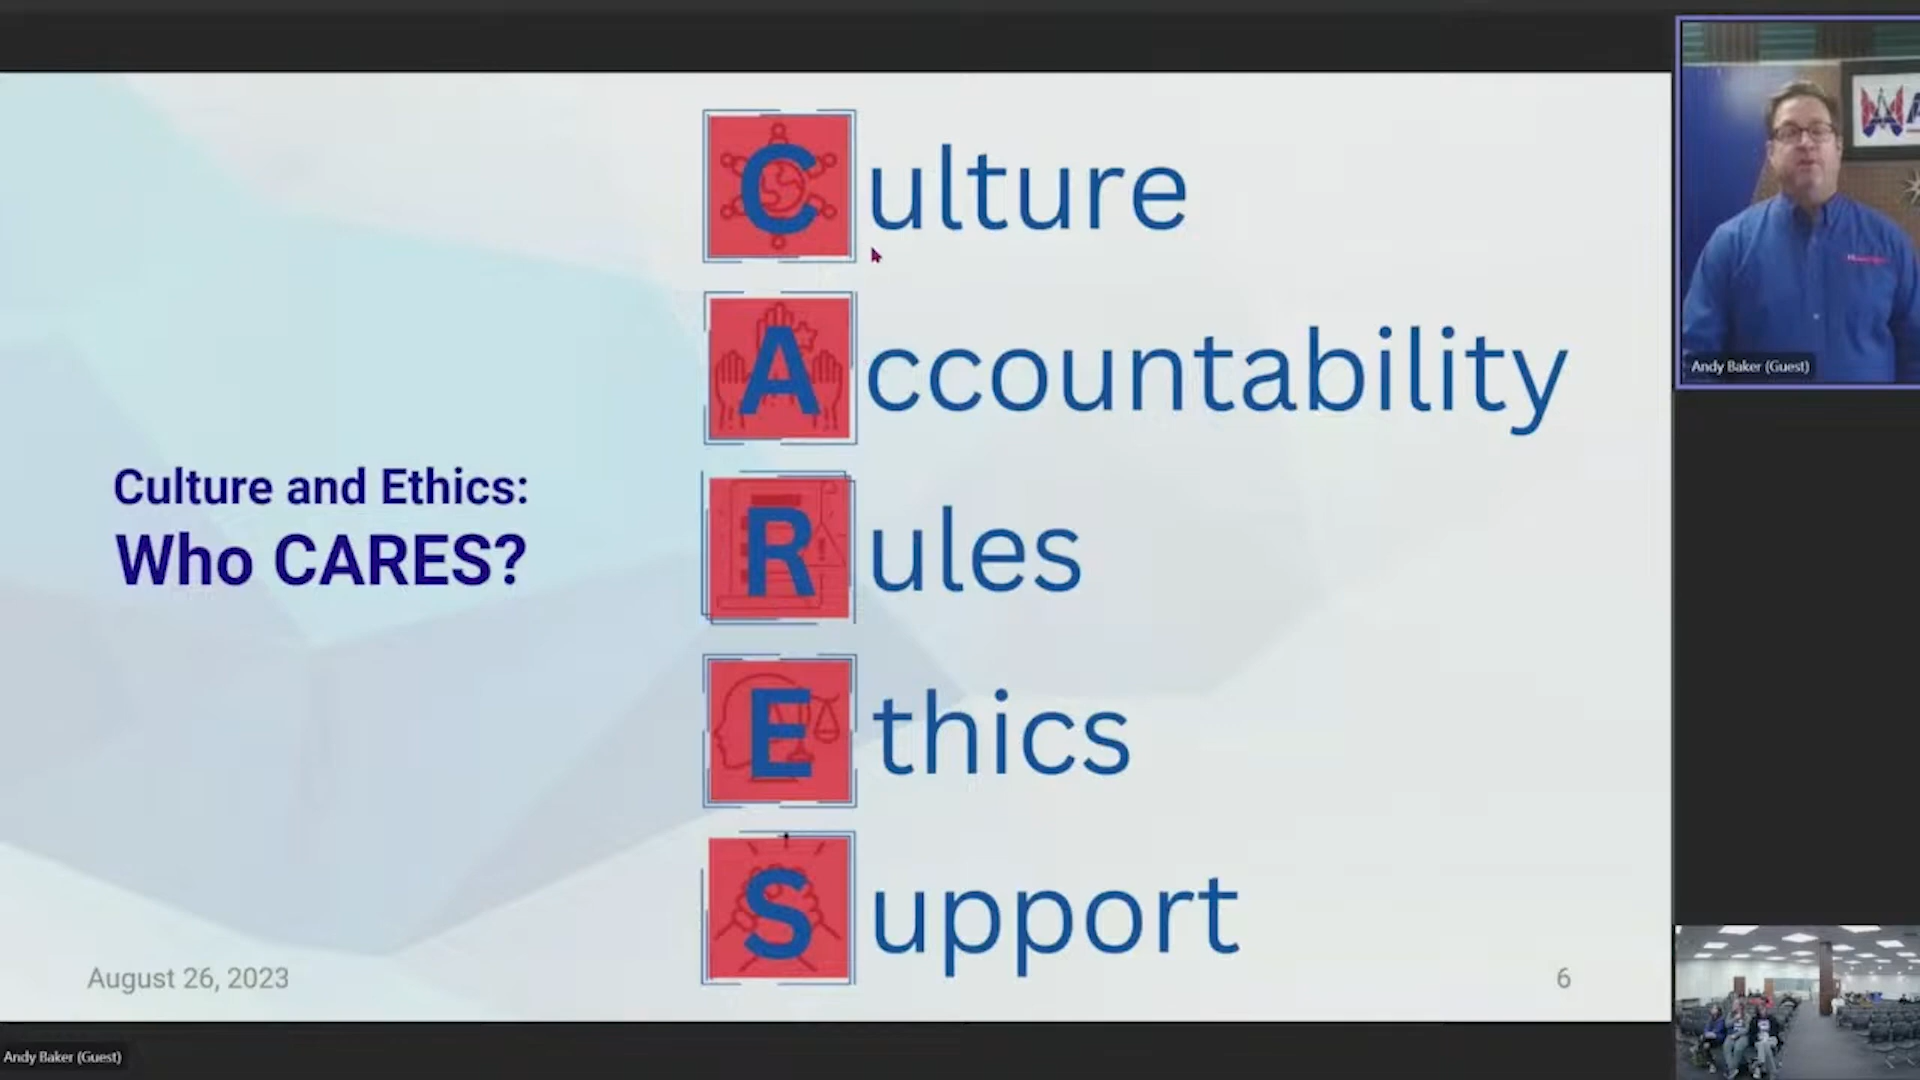 Culture and Ethics:
Who CARES?
Culture
Accountability
Rules
Ethics
Support
August 26, 2023
6
Andy Baker (Guest)
Andy Baker (Guest)